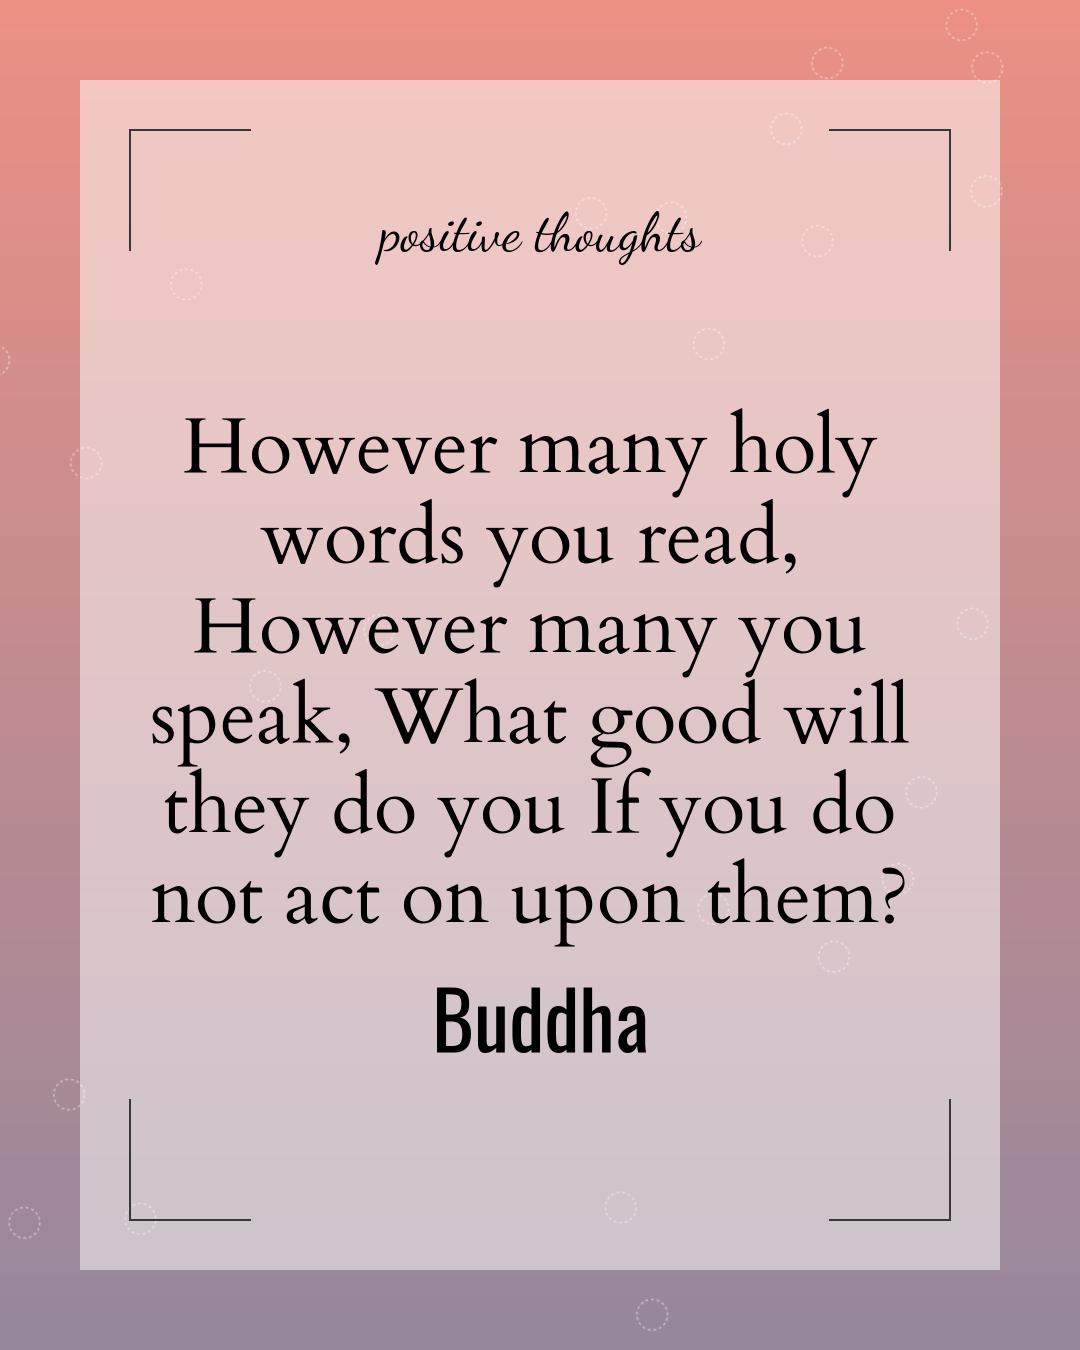 positive thoughts
However many holy
words you read,
However many you
speak, What good will
they do you If you do
not act on upon them?
Buddha